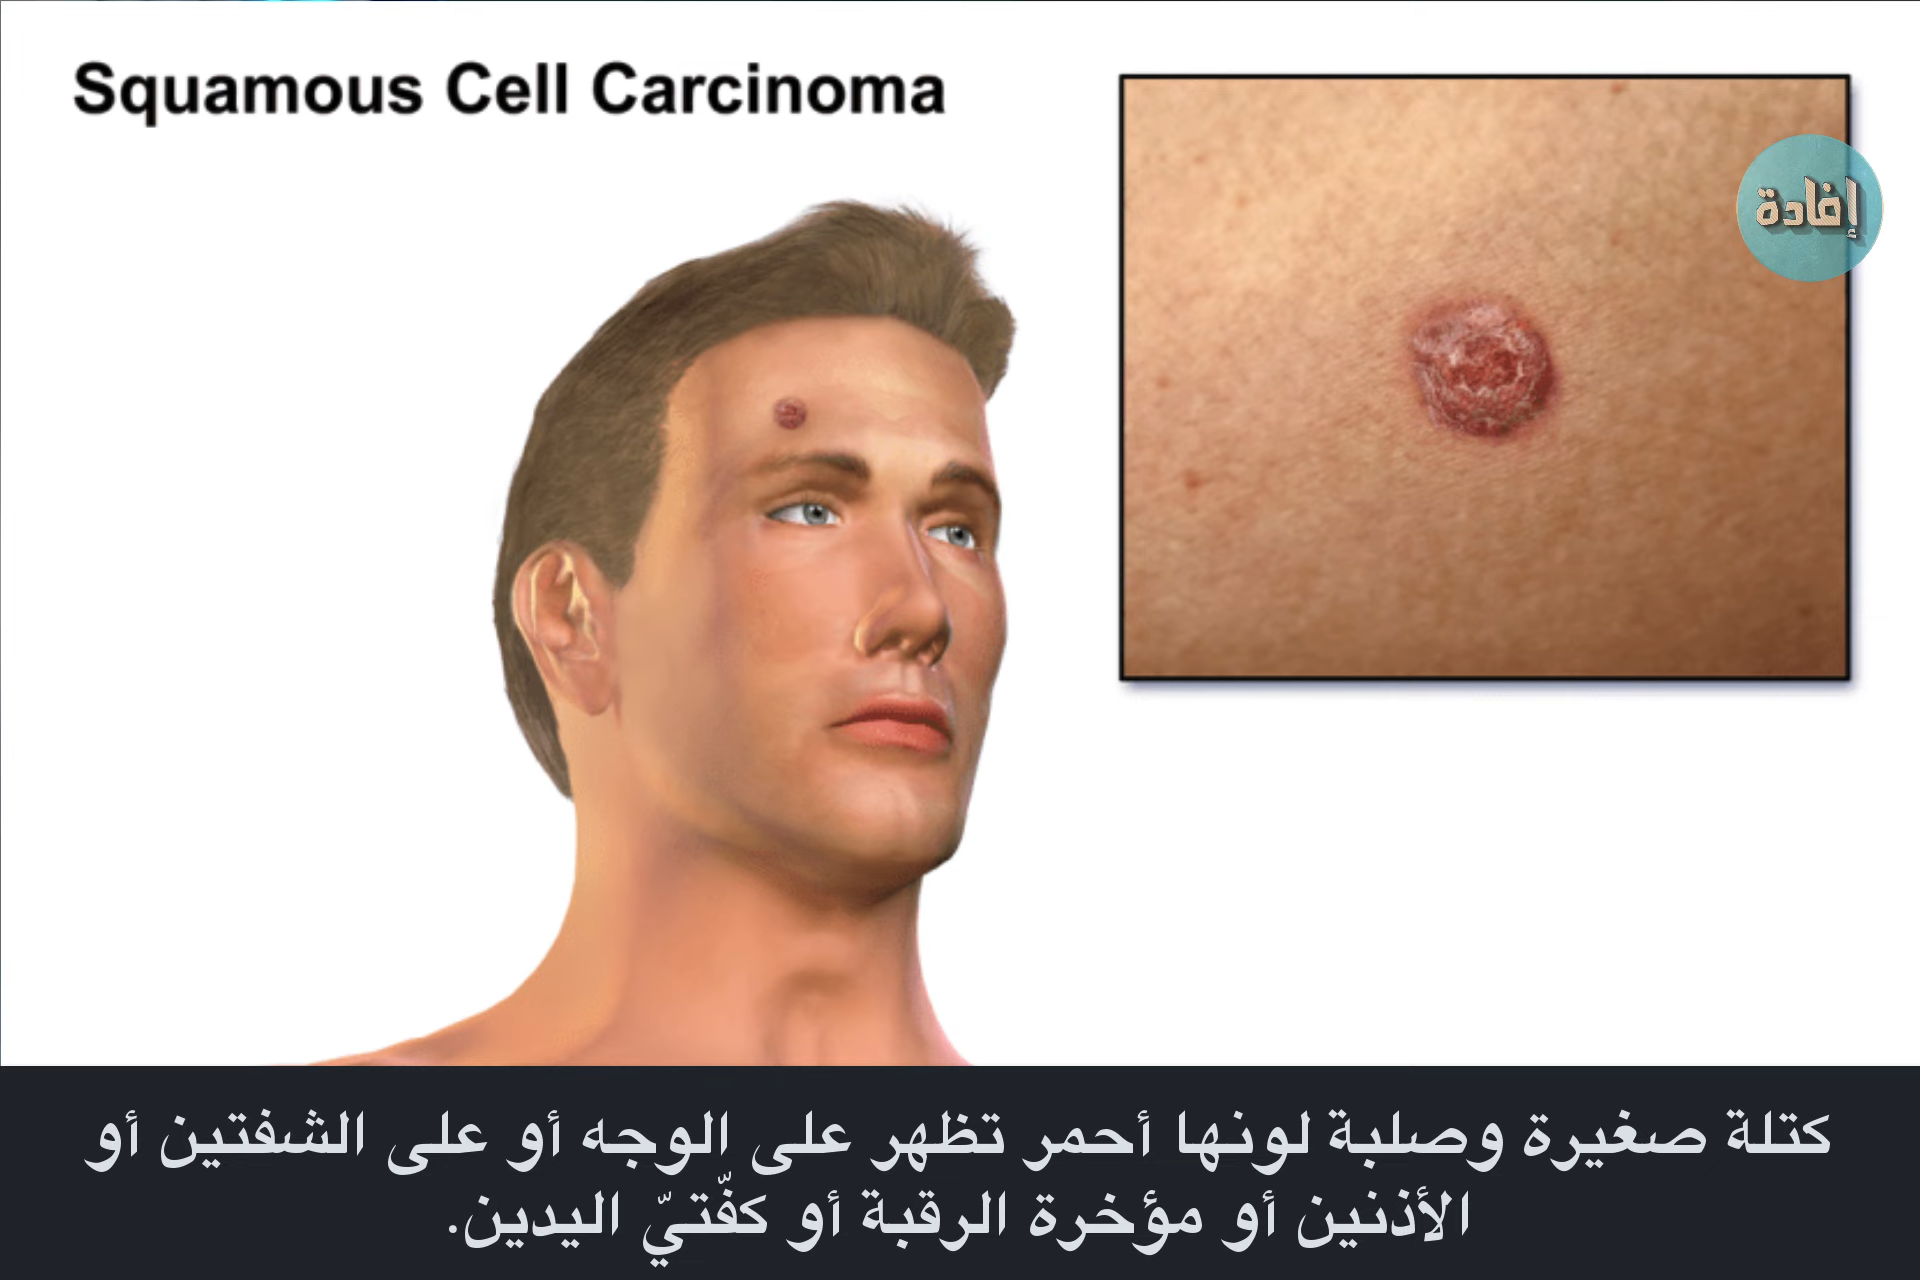 Squamous Cell Carcinoma
إفادة
كتلة صغيرة وصلبة لونها أحمر تظهر على الوجه أو على الشفتين أو
الأذنين أو مؤخرة الرقبة أو كفّتيّ اليدين.